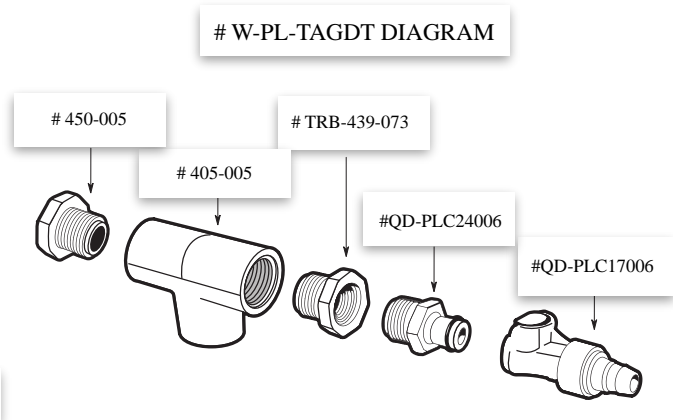 # W-PL-TAGDT DIAGRAM
# 450-005
# TRB-439-073
# 405-005
#QD-PLC24006
#QD-PLC17006